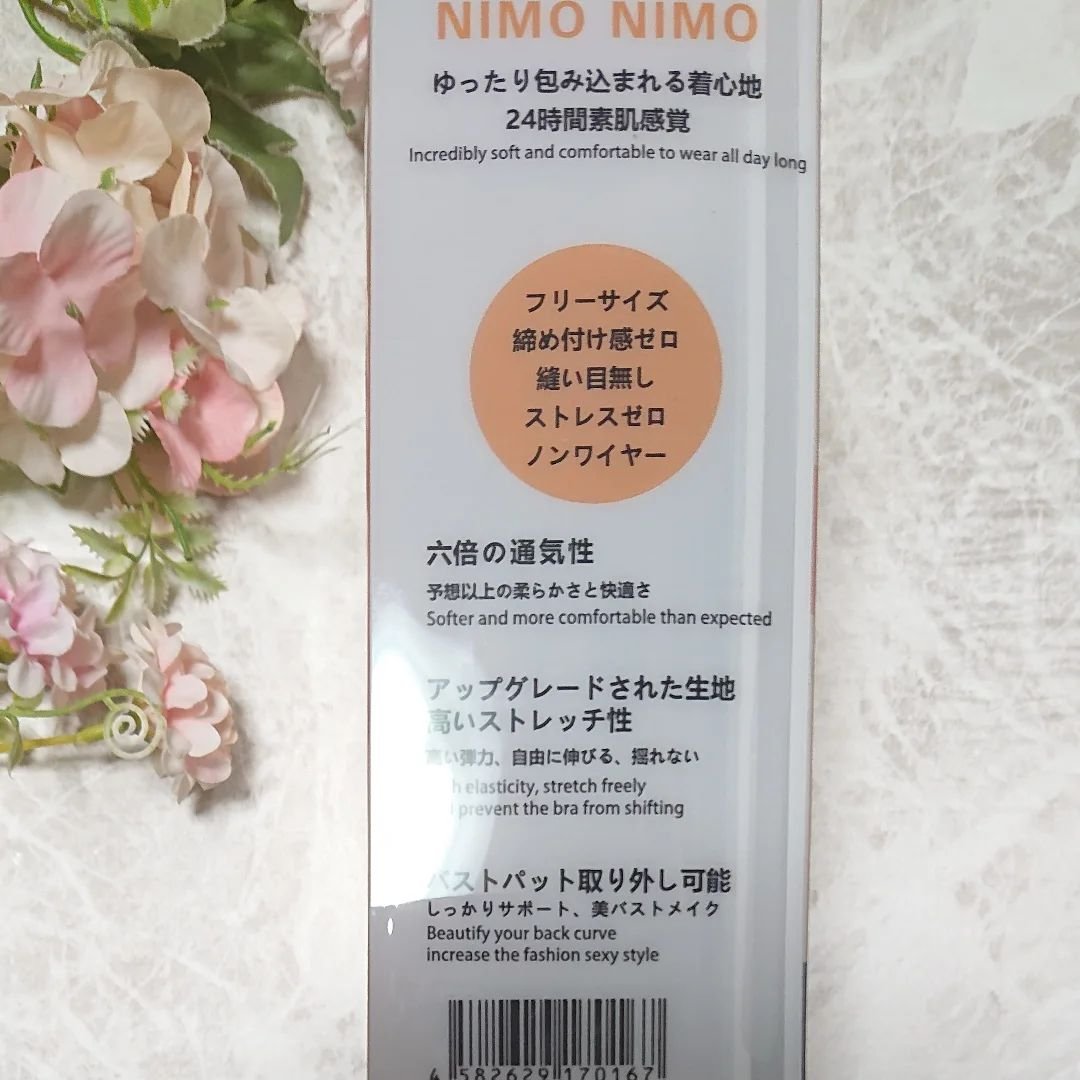 NIMO NIMO
ゆったり包み込まれる着心地
24時間素肌感覚
Incredibly soft and comfortable to wear all day long
フリーサイズ
締め付け感ゼロ
縫い目無し
ストレスゼロ
ノンワイヤー
六倍の通気性
予想以上の柔らかさと快適さ
Softer and more comfortable than expected
アップグレードされた生地
高いストレッチ性
高い弾力、自由に伸びる、揺れない
elasticity, stretch freely
prevent the bra from shifting
バストパット取り外し可能
しっかりサポート、美バストメイク
Beautify your back curve
increase the fashion sexy style
4 582629 170167